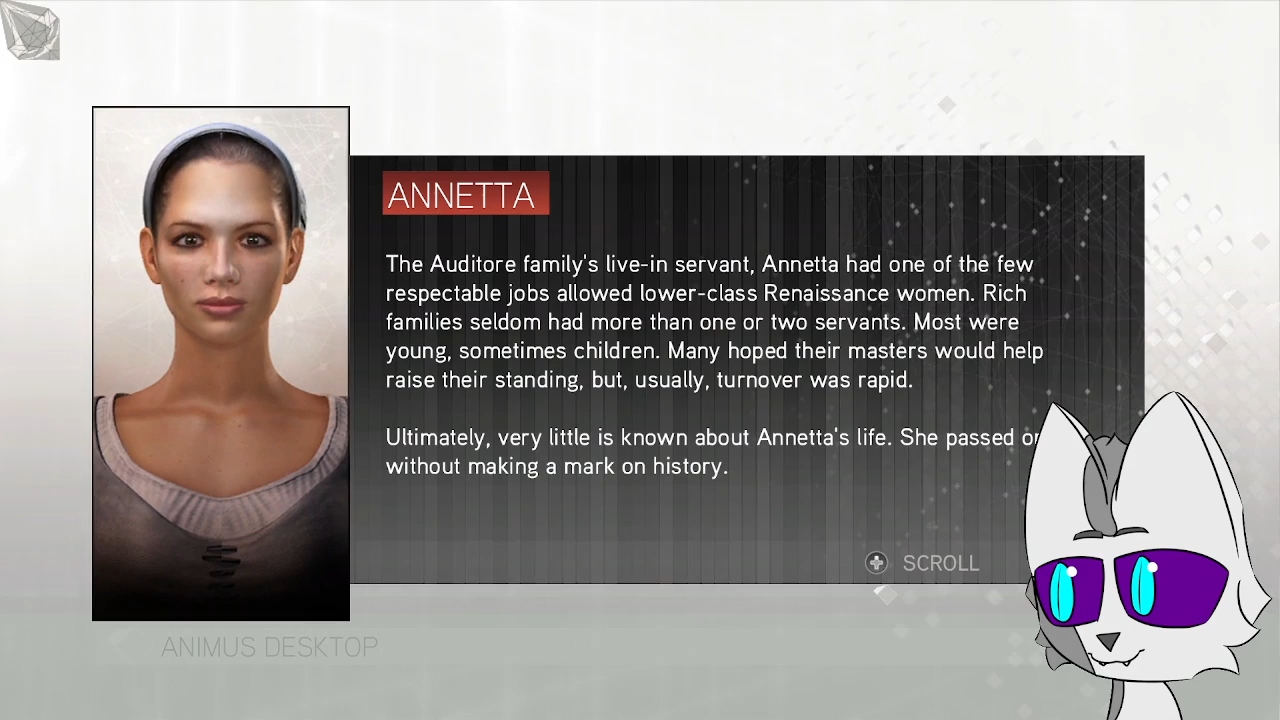 ANNETTA
The Auditore family's live-in servant, Annetta had one of the few
respectable jobs allowed lower-class Renaissance women. Rich
families seldom had more than one or two servants. Most were
young, sometimes children. Many hoped their masters would help
raise their standing, but, usually, turnover was rapid.
Ultimately, very little is known about Annetta's life. She passed
without making a mark on history.
SCROLL
ANIMUS DESKTOP